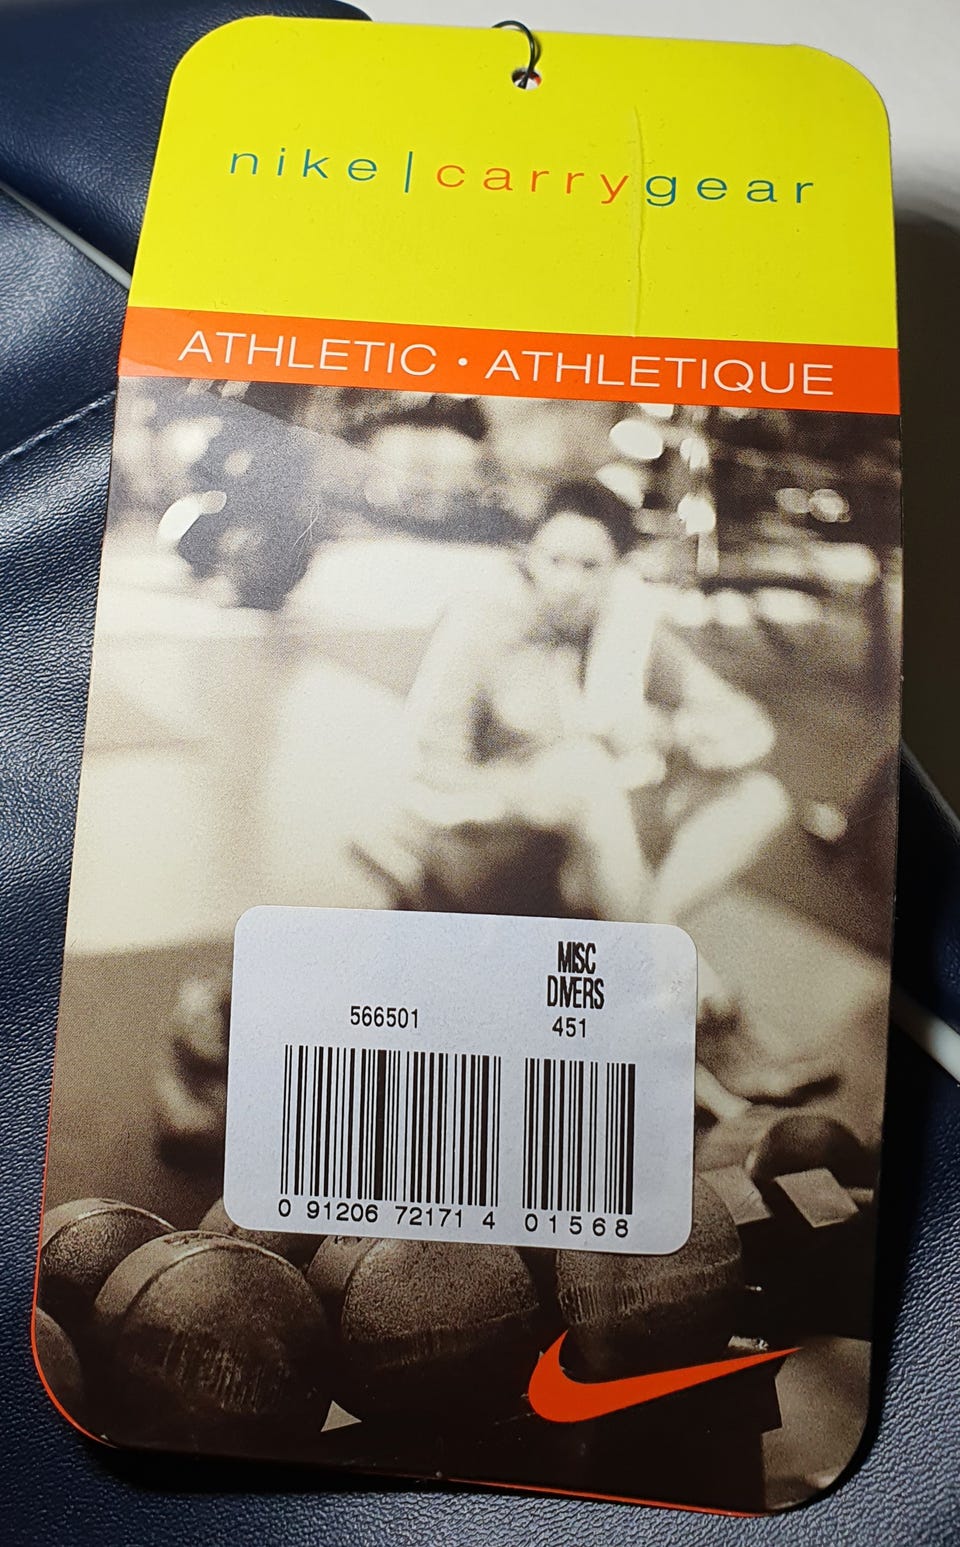 nike | carrygear
ATHLETIC • ATHLETIQUE
MISC
DIVERS
566501
451
0 91206 72171 4
01568